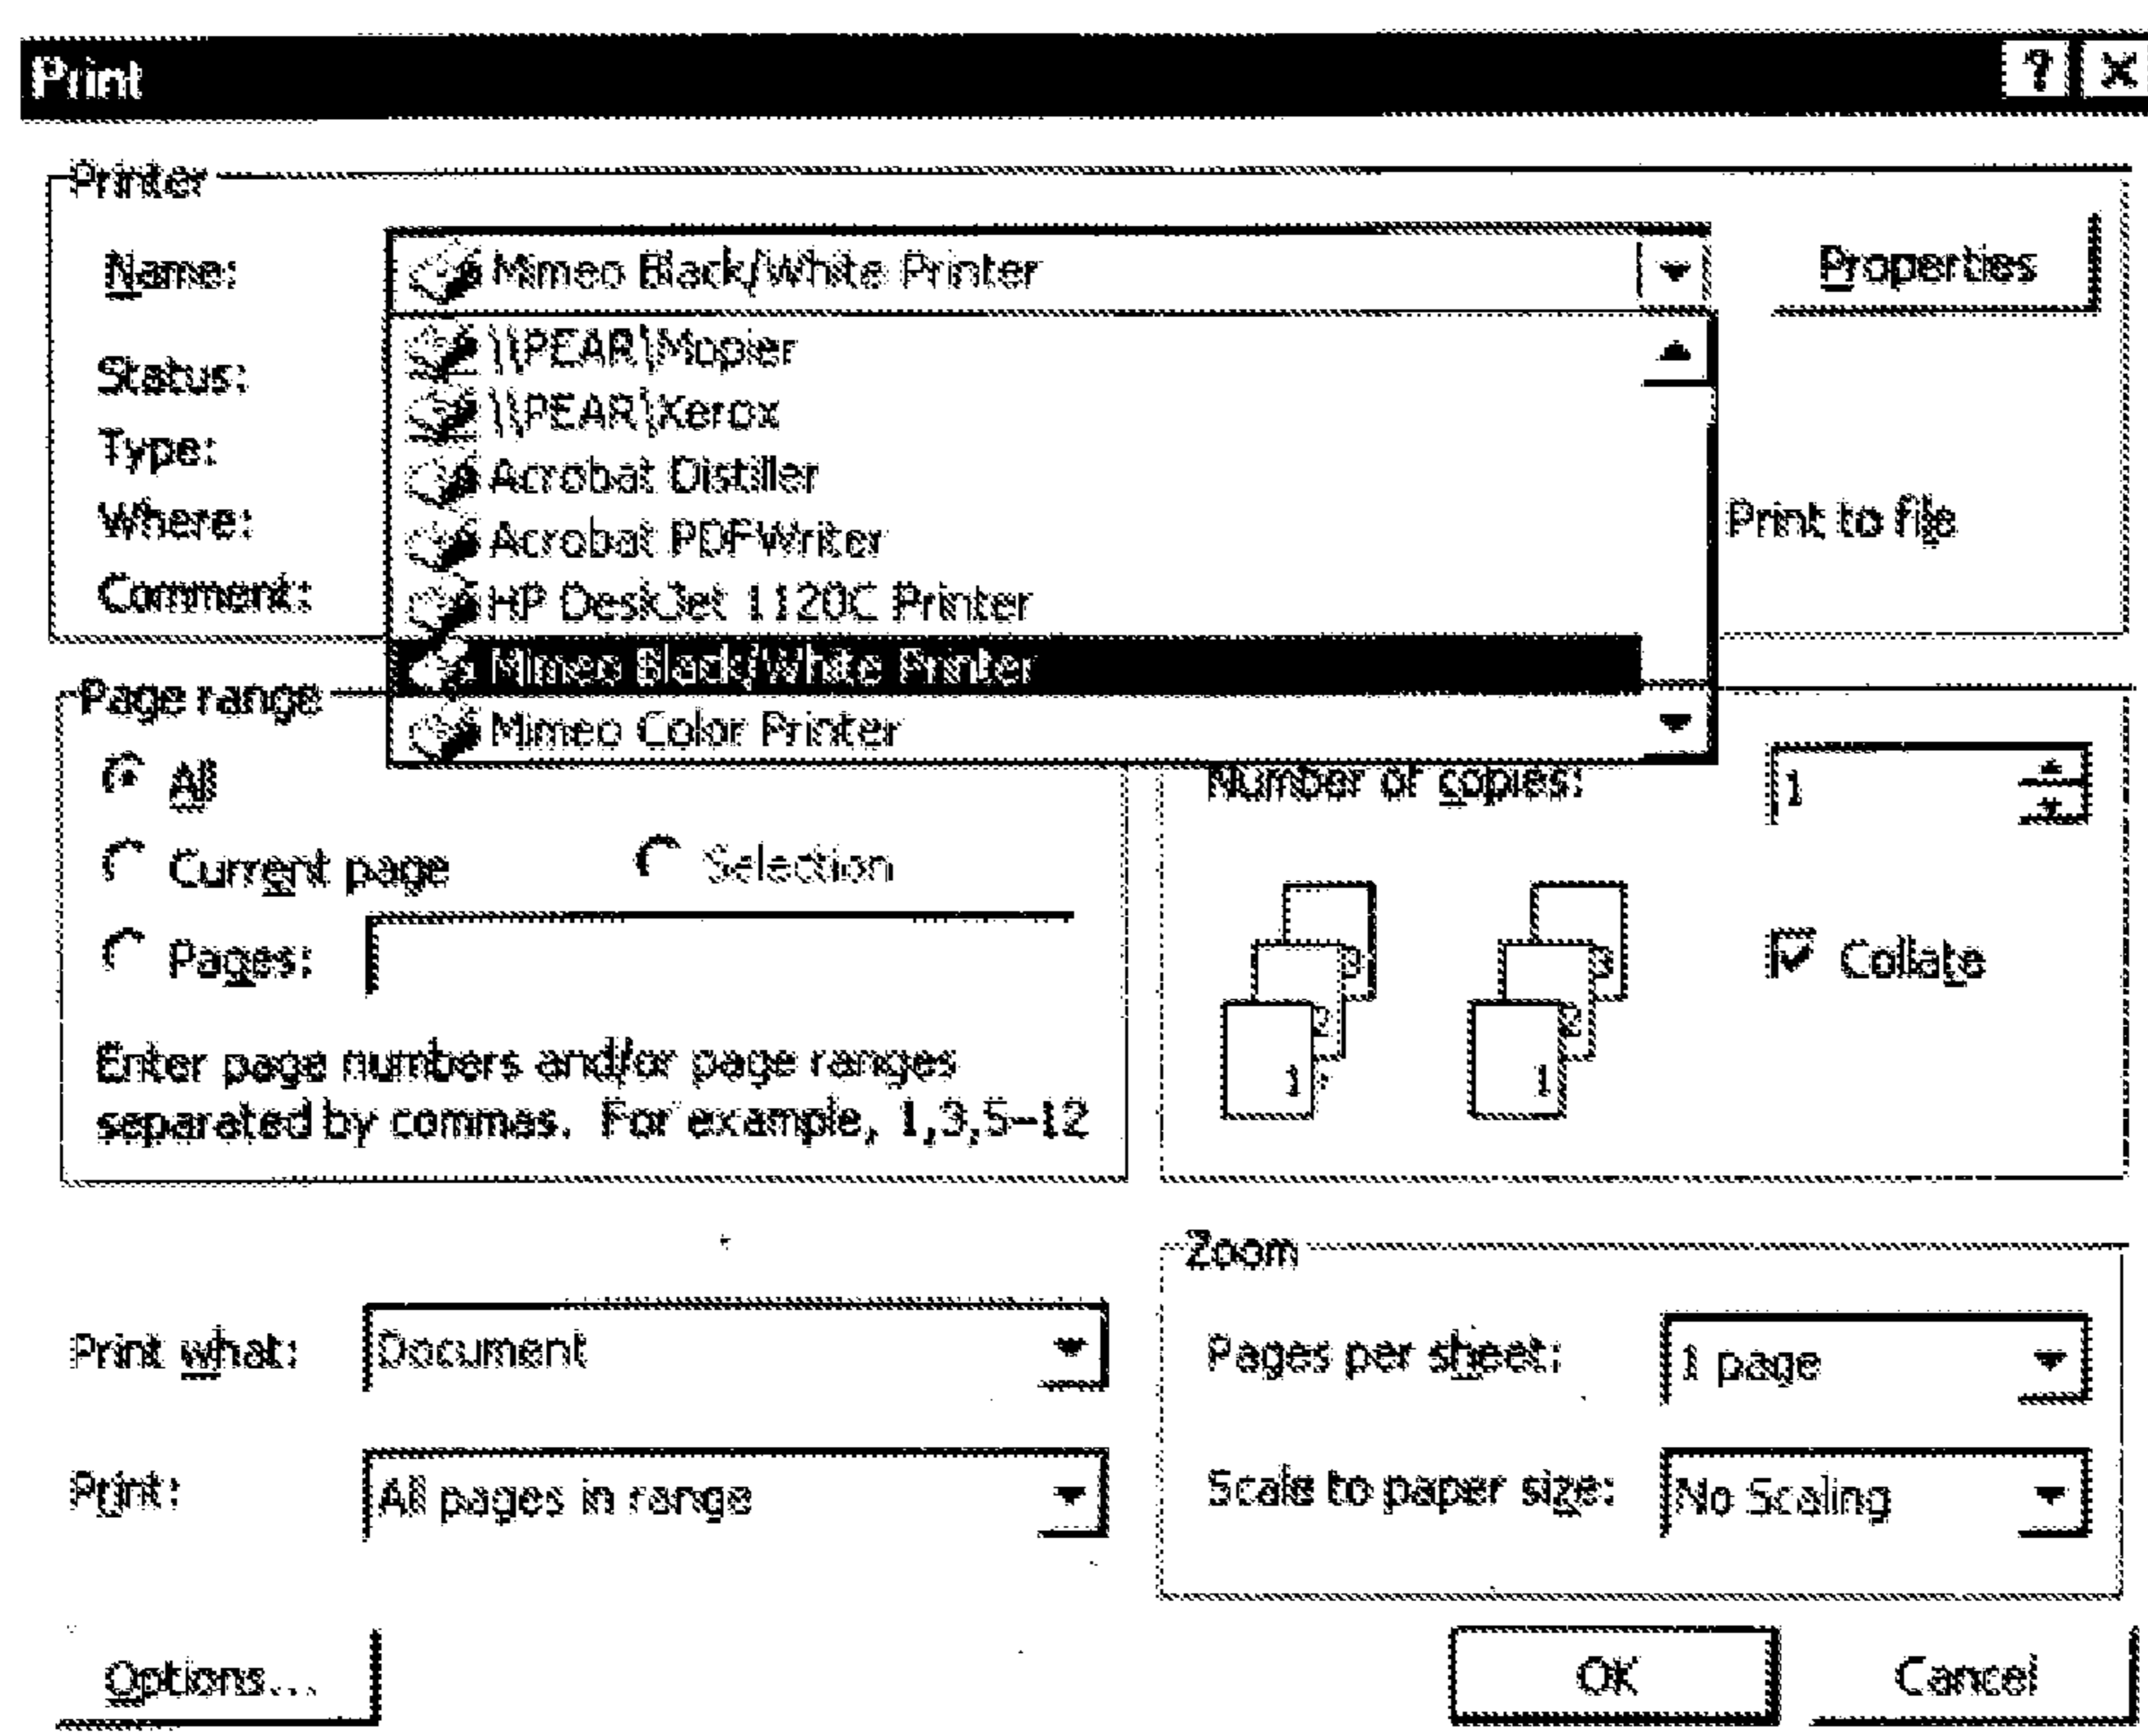 Print ? X
Printer
Name: Mimeo Black/White Printer Properties
\\PEAR\Mopier
Status:
\\PEAR\Xerox
Type:
Acrobat Distiller
Where: Print to file
Acrobat PDFWriter
Comment: HP DeskJet 1120C Printer
Mimeo Black/White Printer
Page range
Mimeo Color Printer
All Number of copies: 1
Current page Selection
Pages: Collate
Enter page numbers and/or page ranges
separated by commas. For example, 1,3,5-12
1 1
Zoom
Print what: Document Pages per sheet: 1 page
Print: All pages in range Scale to paper size: No Scaling
Options... OK Cancel